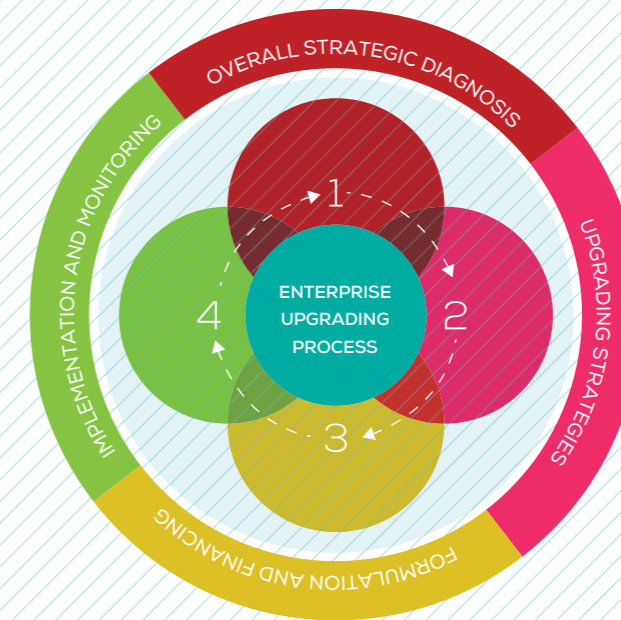 OVERALL STRATEGIC DIAGNOSIS
UPGRADING STRATEGIES
FORMULATION AND FINANCING
IMPLEMENTATION AND MONITORING
1
2
3
4
ENTERPRISE
UPGRADING
PROCESS